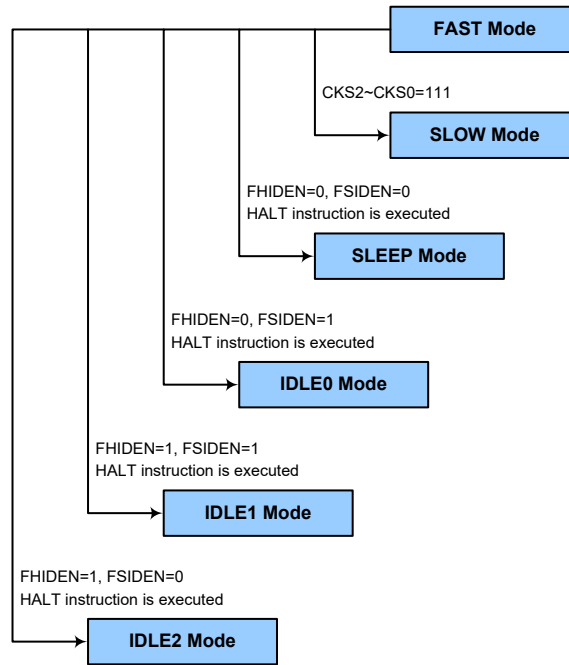 FAST Mode
CKS2~CKS0=111
SLOW Mode
FHIDEN=0, FSIDEN=0
HALT instruction is executed
SLEEP Mode
FHIDEN=0, FSIDEN=1
HALT instruction is executed
IDLE0 Mode
FHIDEN=1, FSIDEN=1
HALT instruction is executed
IDLE1 Mode
FHIDEN=1, FSIDEN=0
HALT instruction is executed
IDLE2 Mode